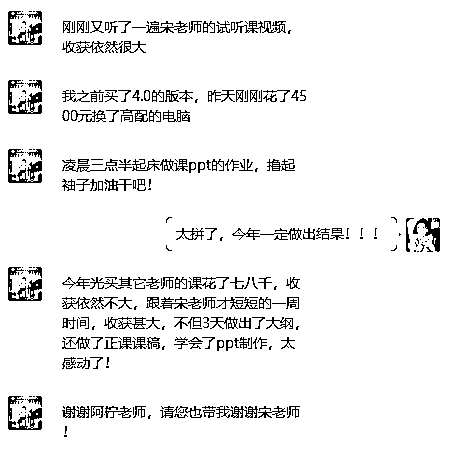 刚刚又听了一遍宋老师的试听课视频，
收获依然很大
我之前买了4.0的版本，昨天刚刚花了45
00元换了高配的电脑
凌晨三点半起床做课ppt的作业，撸起
袖子加油干吧！
太拼了，今年一定做出结果！！！
今年光买其它老师的课花了七八千，收
获依然不大，跟着宋老师才短短的一周
时间，收获甚大，不但3天做出了大纲，
还做了正课课稿，学会了ppt制作，太
感动了！
谢谢阿柠老师，请您也带我谢谢宋老师
！